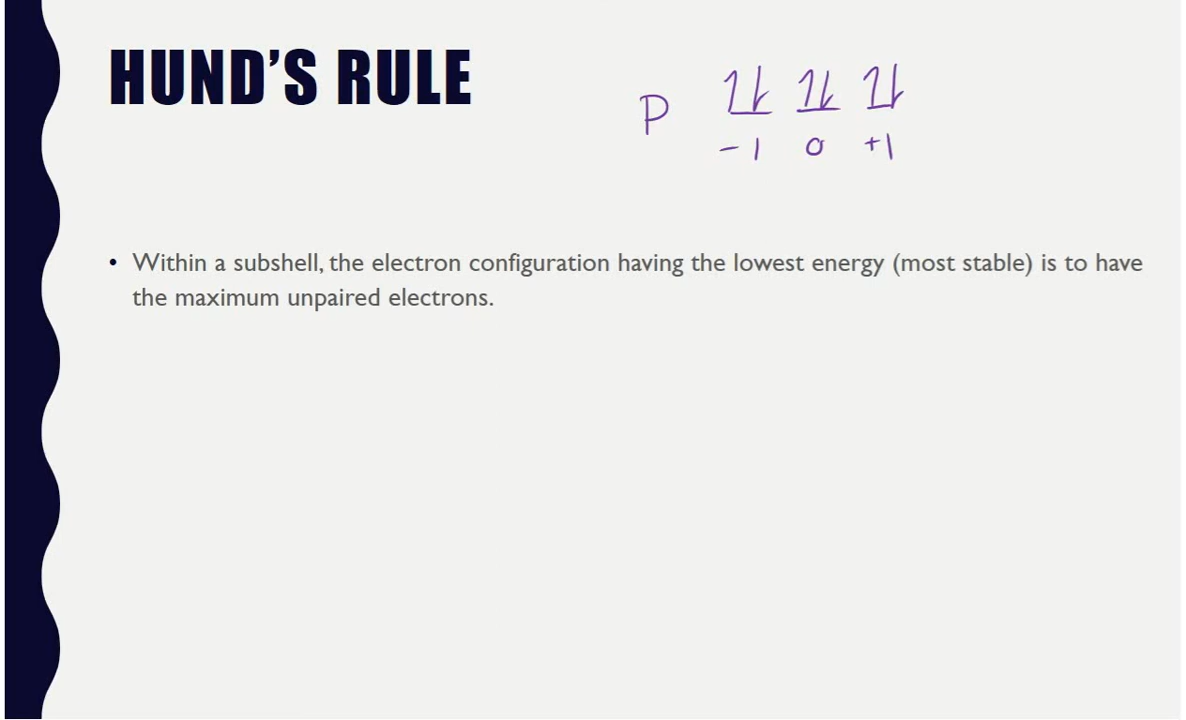 HUND'S RULE
P 1L 1L 1L
-1 0 +1
• Within a subshell, the electron configuration having the lowest energy (most stable) is to have
the maximum unpaired electrons.